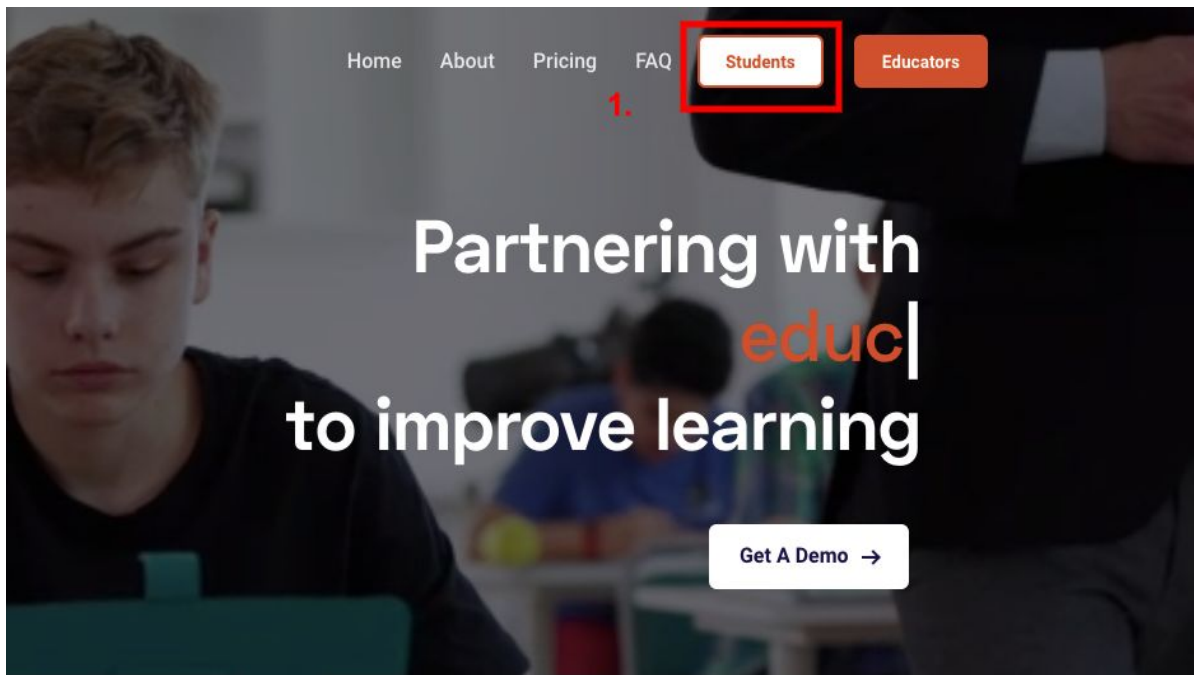 Home About Pricing FAQ Students Educators
1.
Partnering with
educ
to improve learning
Get A Demo →